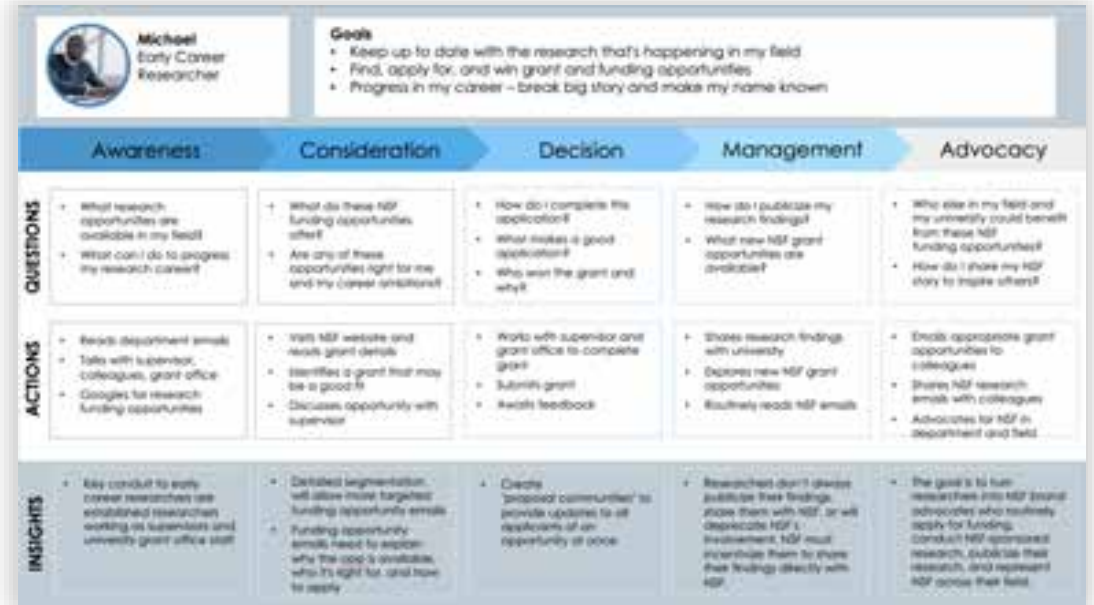 Michael
Early Career
Researcher
Goals
• Keep up to date with the research that's happening in my field
• Find, apply for, and win grant and funding opportunities
• Progress in my career – break big story and make my name known
Awareness
Consideration
Decision
Management
Advocacy
QUESTIONS
• What research
opportunities are
available in my field?
• What can I do to progress
my research career?
• What do these NSF
funding opportunities
offer?
• Are any of these
opportunities right for me
and my career ambitions?
• How do I complete this
application?
• What makes a good
application?
• Who won the grant and
why?
• How do I publicize my
research findings?
• What new NSF grant
opportunities are
available?
• Who else in my field and
my university could benefit
from these NSF
funding opportunities?
• How do I share my NSF
story to inspire others?
ACTIONS
• Reads department emails
• Talks with supervisor,
colleagues, grant office
• Googles for research
funding opportunities
• Visits NSF website and
reads grant details
• Identifies a grant that may
be a good fit
• Discusses opportunity with
supervisor
• Works with supervisor and
grant office to complete
grant
• Submits grant
• Awaits feedback
• Shares research findings
with university
• Explores new NSF grant
opportunities
• Routinely reads NSF emails
• Emails appropriate grant
opportunities to
colleagues
• Shares NSF research
emails with colleagues
• Advocates for NSF in
department and field
INSIGHTS
• Key conduit to early
career researchers are
established researchers
working as supervisors and
university grant office staff
• Detailed segmentation
will allow more targeted
funding opportunity emails
• Funding opportunity
emails need to explain
why the opp is available,
who it's right for, and how
to apply
• Create
'proposal communities' to
provide updates to all
applicants of an
opportunity at once
• Researchers don't always
publicize their findings,
share them with NSF, or will
deprecate NSF's
involvement. NSF must
incentivize them to share
their findings directly with
NSF
• The goal is to turn
researchers into NSF brand
advocates who routinely
apply for funding,
conduct NSF-sponsored
research, publicize their
research, and represent
NSF across their field.